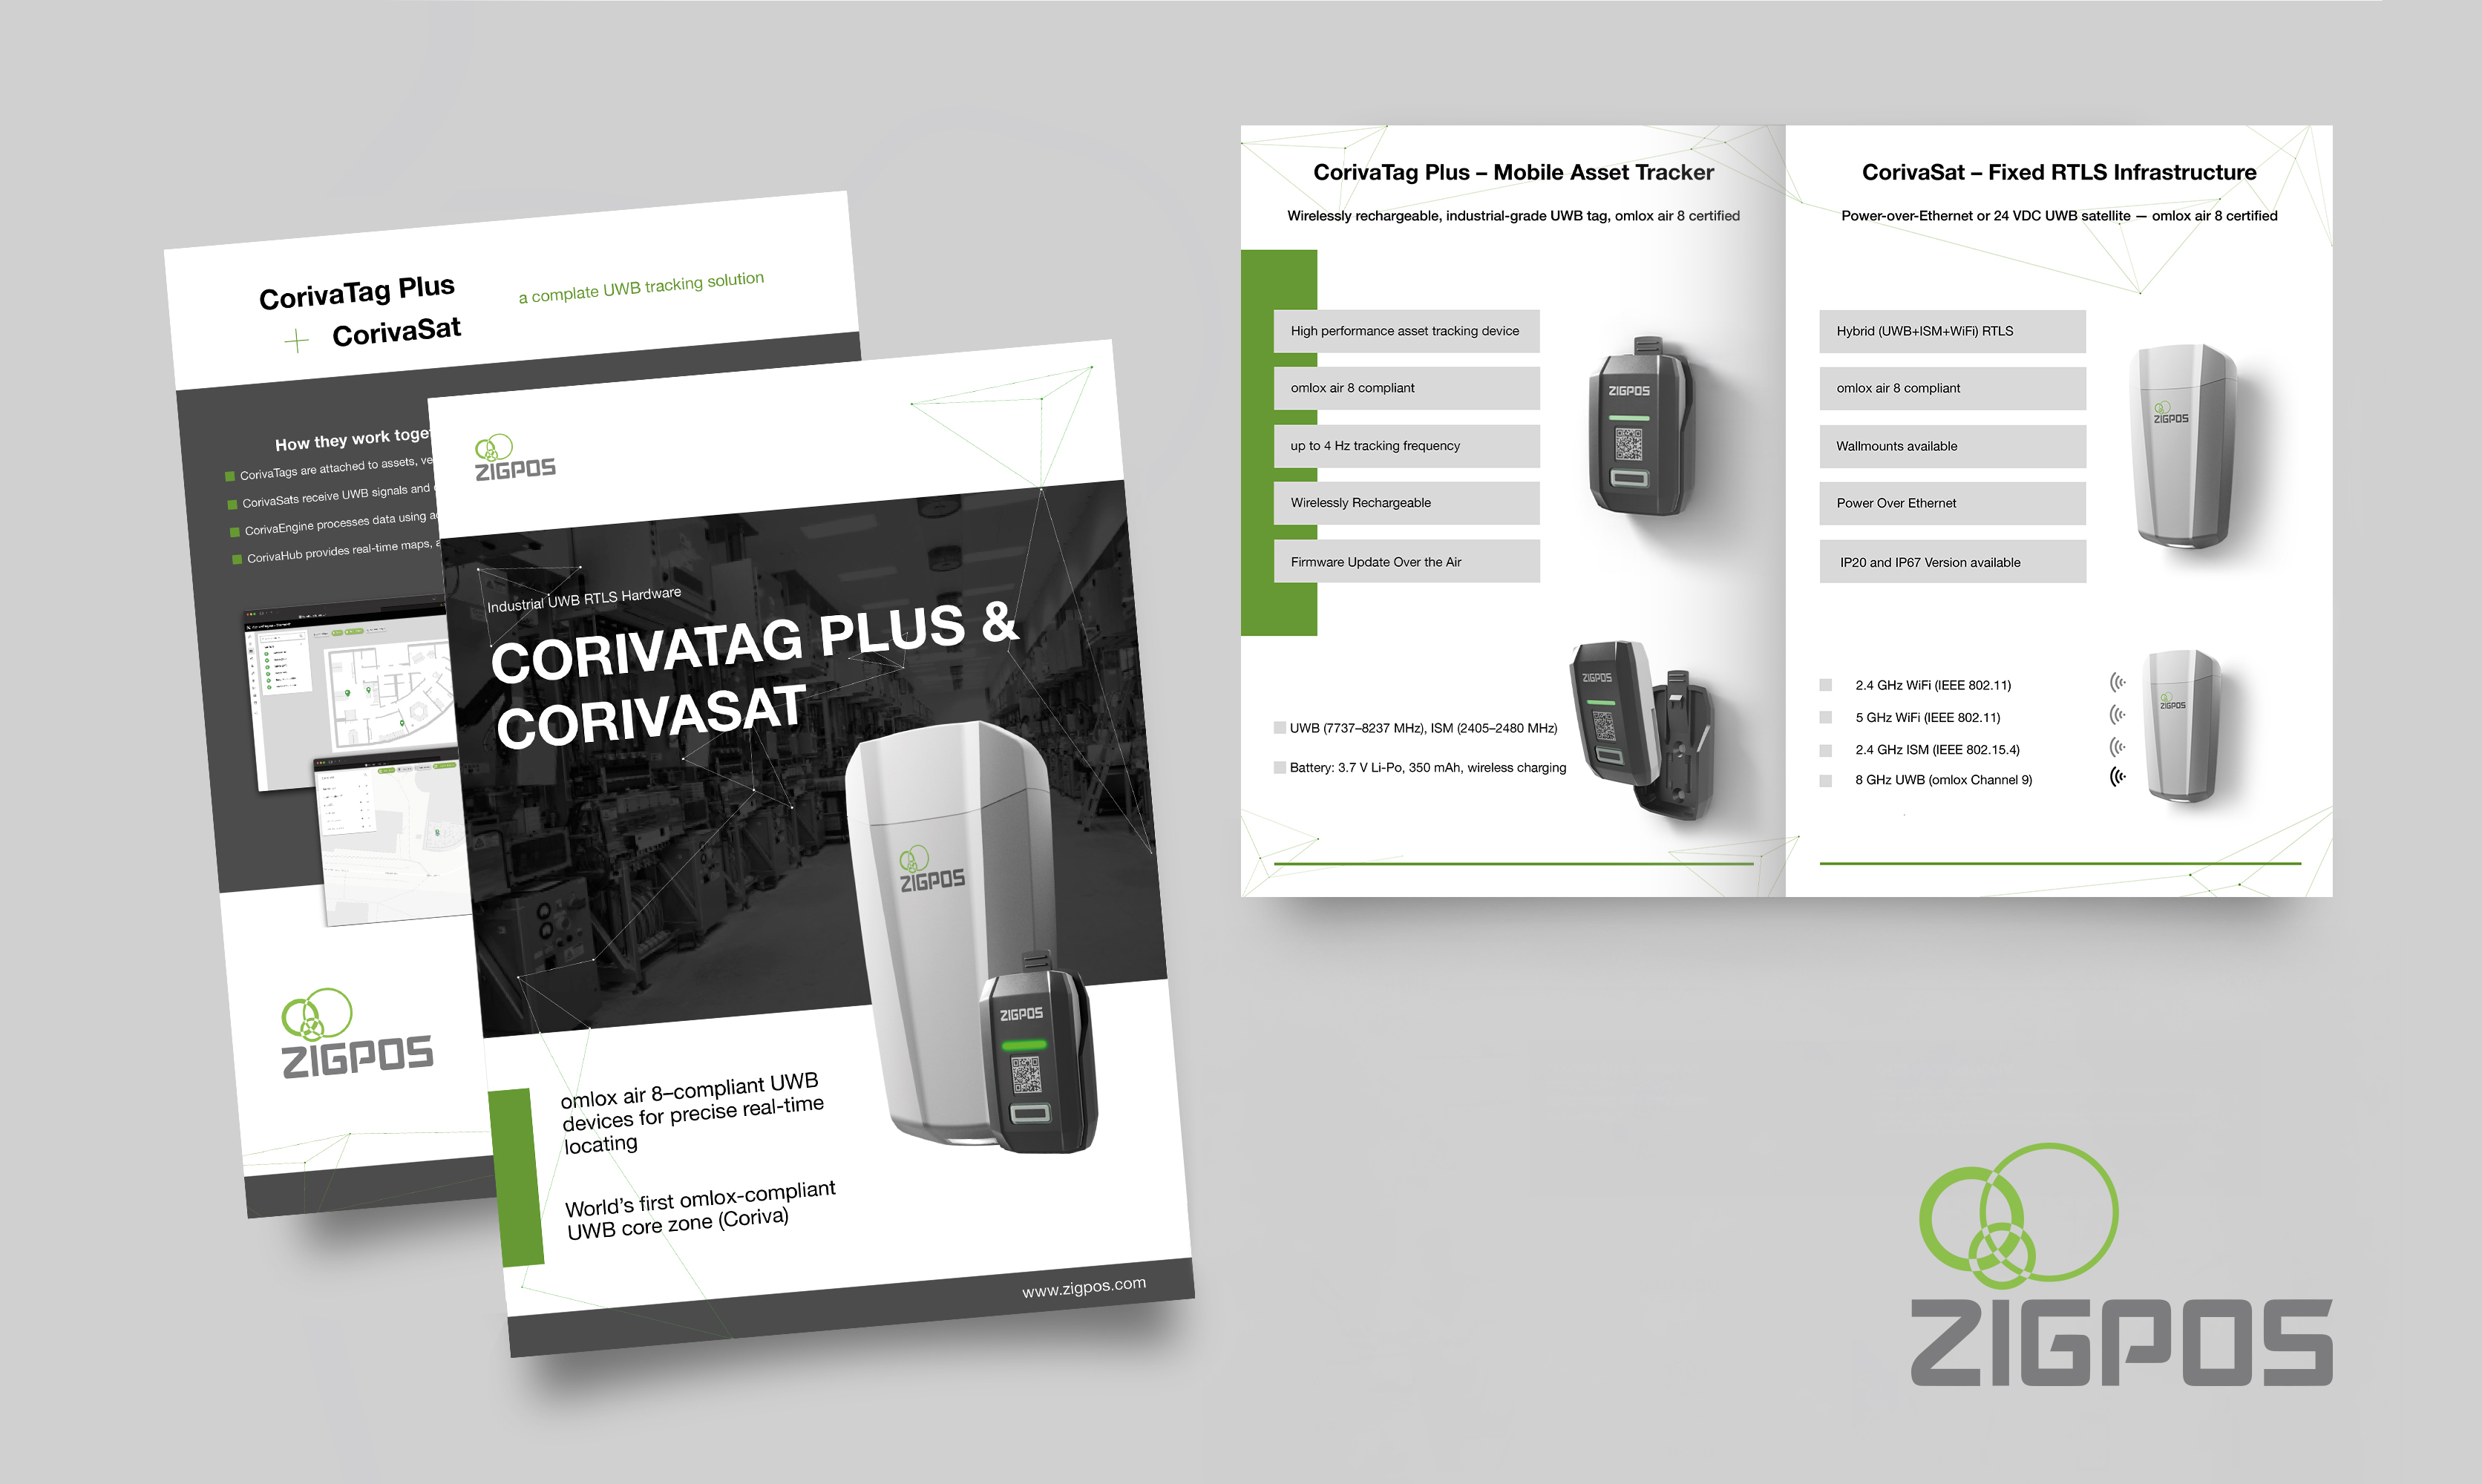 CorivaTag Plus
CorivaSat
a complate UWB tracking solution
How they work
CorivaTags are attached to assets,
CorivaSats receive UWB signals and
CorivaEngine processes data using
CorivaHub provides real-time maps,
ZIGPOS
ZIGPOS
Industrial UWB RTLS Hardware
CORIVATAG PLUS &
CORIVASAT
ZIGPOS
ZIGPOS
omlox air 8–compliant UWB
devices for precise real-time
locating
World’s first omlox-compliant
UWB core zone (Coriva)
www.zigpos.com
CorivaTag Plus – Mobile Asset Tracker
Wirelessly rechargeable, industrial-grade UWB tag, omlox air 8 certified
High performance asset tracking device
omlox air 8 compliant
up to 4 Hz tracking frequency
Wirelessly Rechargeable
Firmware Update Over the Air
ZIGPOS
UWB (7737–8237 MHz), ISM (2405–2480 MHz)
Battery: 3.7 V Li-Po, 350 mAh, wireless charging
ZIGPOS
CorivaSat – Fixed RTLS Infrastructure
Power-over-Ethernet or 24 VDC UWB satellite — omlox air 8 certified
Hybrid (UWB+ISM+WiFi) RTLS
omlox air 8 compliant
Wallmounts available
Power Over Ethernet
IP20 and IP67 Version available
ZIGPOS
2.4 GHz WiFi (IEEE 802.11)
5 GHz WiFi (IEEE 802.11)
2.4 GHz ISM (IEEE 802.15.4)
8 GHz UWB (omlox Channel 9)
ZIGPOS
ZIGPOS